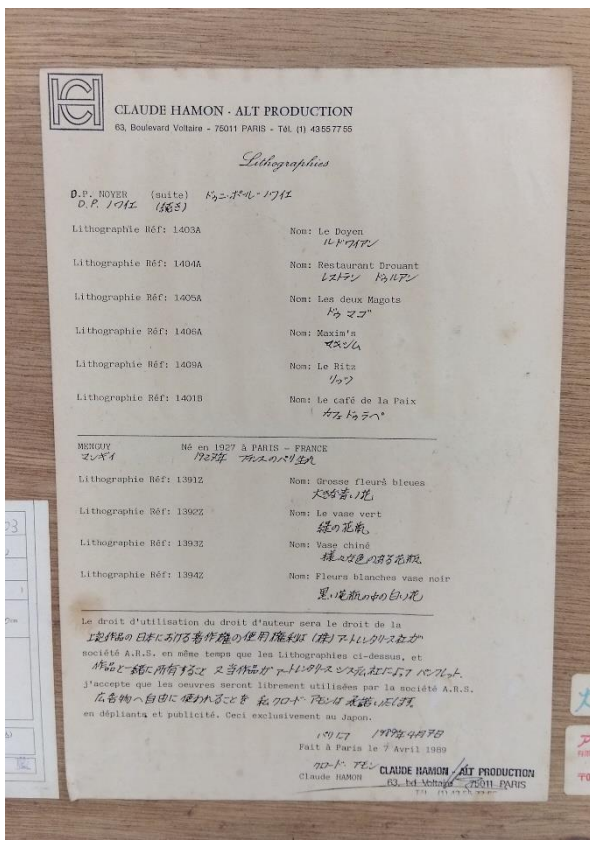 CLAUDE HAMON - ALT PRODUCTION
63, Boulevard Voltaire - 75011 PARIS - Tél. (1) 43 55 77 55
Lithographies
D.P. NOYER (suite) ドゥニ・ポール・ノワイエ
D.P. ノワイエ (続き)
Lithographie Réf: 1403A Nom: Le Doyen
ル ドワイアン
Lithographie Réf: 1404A Nom: Restaurant Drouant
レストラン ドゥルアン
Lithographie Réf: 1405A Nom: Les deux Magots
ドゥ マゴ
Lithographie Réf: 1406A Nom: Maxim's
マキシム
Lithographie Réf: 1409A Nom: Le Ritz
リッツ
Lithographie Réf: 1401B Nom: Le café de la Paix
カフェ ドゥ ラ ペ
MENGUY Né en 1927 à PARIS - FRANCE
マンギイ 1927年 フランスのパリ生れ
Lithographie Réf: 1391Z Nom: Grosse fleurs bleues
大きな青い花
Lithographie Réf: 1392Z Nom: Le vase vert
緑の花瓶
Lithographie Réf: 1393Z Nom: Vase chiné
様々な色のある花瓶
Lithographie Réf: 1394Z Nom: Fleurs blanches vase noir
黒い花瓶の中の白い花
Le droit d'utilisation du droit d'auteur sera le droit de la
上記作品の日本における著作権の使用権利は(株)アートレンタリース社が
société A.R.S. en même temps que les Lithographies ci-dessus, et
作品と一緒に所有すること 又当作品がアートレンタリースシステム社によりパンフレット、
j'accepte que les oeuvres seront librement utilisées par la société A.R.S.
広告物へ自由に使われることを 私 クロード・アモンは承諾いたします。
en dépliants et publicité. Ceci exclusivement au Japon.
パリにて 1989年4月7日
Fait à Paris le 7 Avril 1989
クロード・アモン
Claude HAMON
CLAUDE HAMON / ALT PRODUCTION
63, bd Voltaire 75011 PARIS